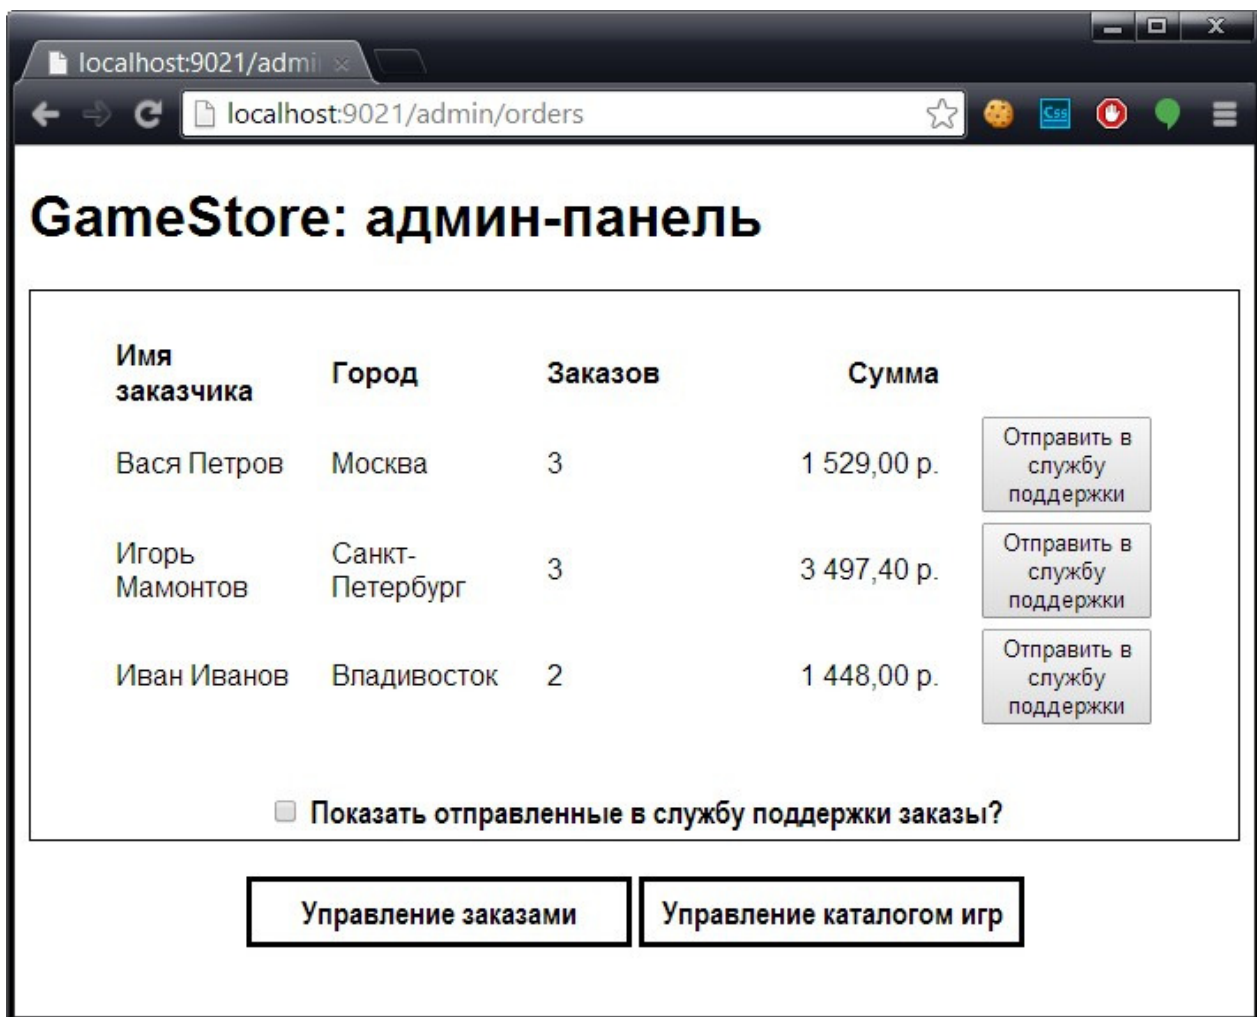 localhost:9021/admi
localhost:9021/admin/orders
Css
GameStore: админ-панель
Имя
заказчика
Город
Заказов
Сумма
Вася Петров
Москва
3
1 529,00 р.
Отправить в
службу
поддержки
Игорь
Мамонтов
Санкт-
Петербург
3
3 497,40 р.
Отправить в
службу
поддержки
Иван Иванов
Владивосток
2
1 448,00 р.
Отправить в
службу
поддержки
Показать отправленные в службу поддержки заказы?
Управление заказами
Управление каталогом игр